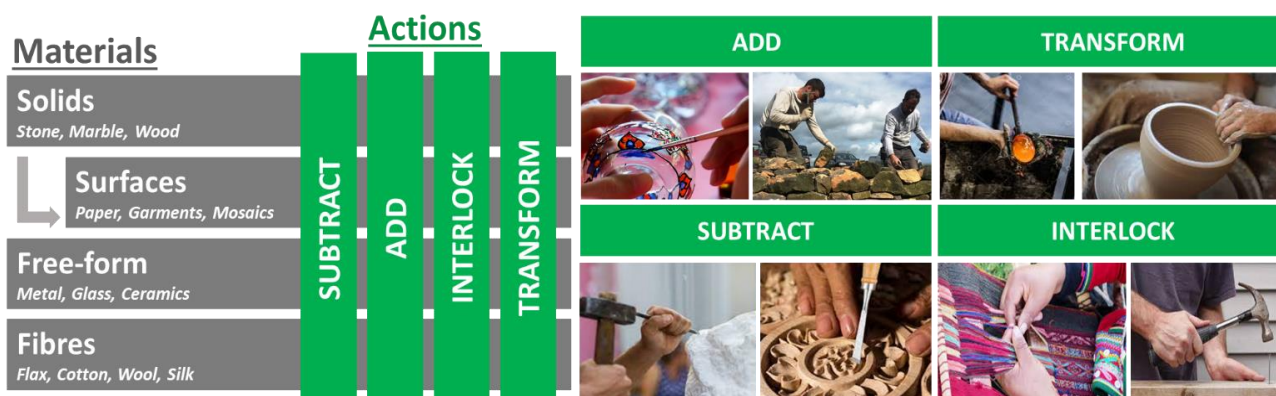 Materials
Actions
Solids
Stone, Marble, Wood
Surfaces
Paper, Garments, Mosaics
Free-form
Metal, Glass, Ceramics
Fibres
Flax, Cotton, Wool, Silk
SUBTRACT
ADD
INTERLOCK
TRANSFORM
ADD
TRANSFORM
SUBTRACT
INTERLOCK